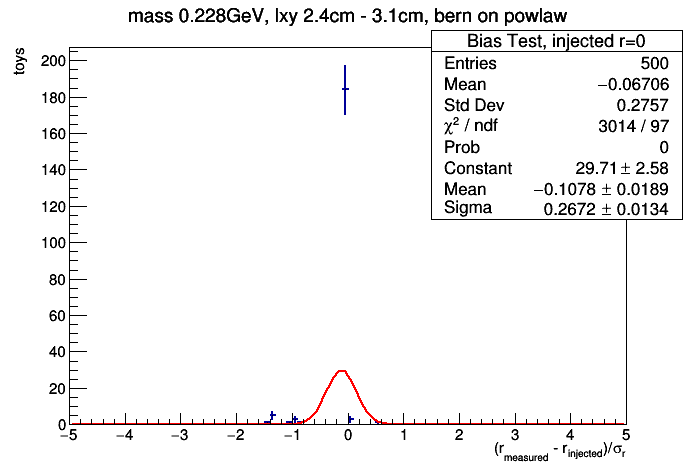 mass 0.228GeV, lxy 2.4cm - 3.1cm, bern on powlaw
Bias Test, injected r=0
Entries 500
Mean −0.06706
Std Dev 0.2757
χ² / ndf 3014 / 97
Prob 0
Constant 29.71 ± 2.58
Mean −0.1078 ± 0.0189
Sigma 0.2672 ± 0.0134
toys
200
180
160
140
120
100
80
60
40
20
0
−5 −4 −3 −2 −1 0 1 2 3 4 5
(r_measured - r_injected)/σ_r